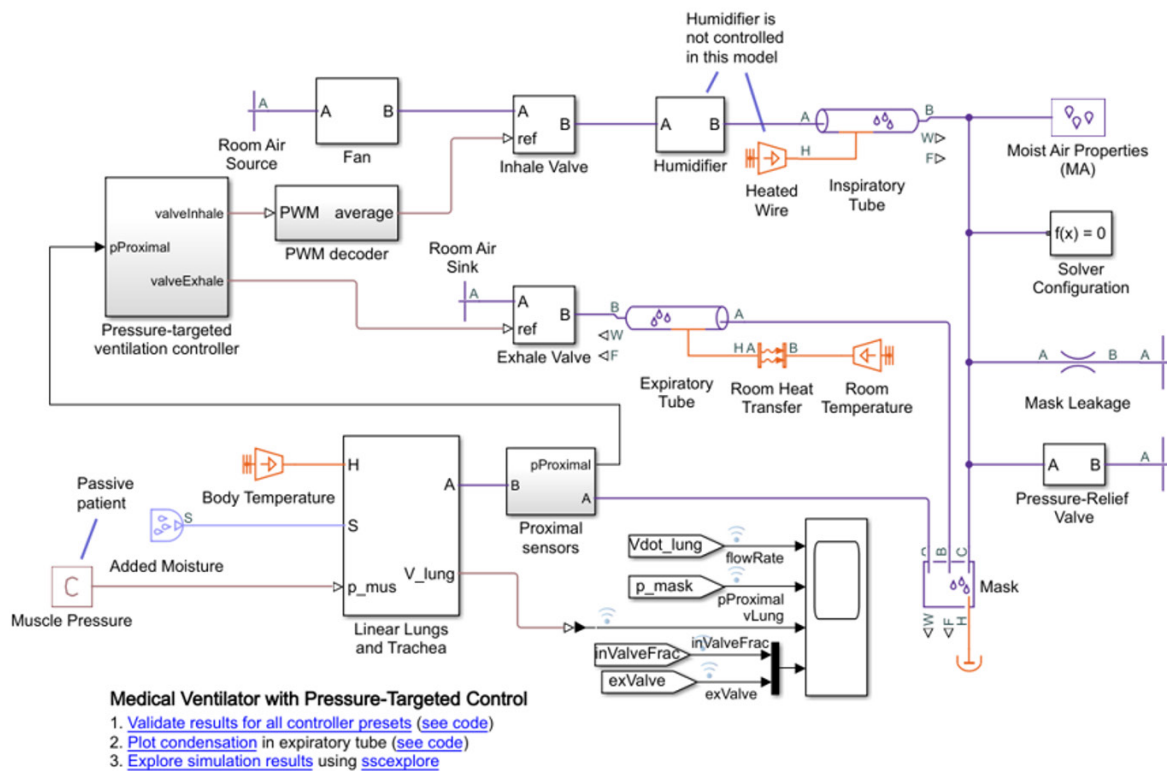 Humidifier is
not controlled
in this model
A
Room Air
Source
A B
Fan
A
B
ref
Inhale Valve
A B
Humidifier
H
Heated
Wire
A
B
W
F
Inspiratory
Tube
Moist Air Properties
(MA)
f(x) = 0
Solver
Configuration
valveInhale
pProximal
valveExhale
Pressure-targeted
ventilation controller
PWM average
PWM decoder
Room Air
Sink
A
A
B
ref
Exhale Valve
B
A
W
F
Expiratory
Tube
H A B
Room Heat
Transfer
Room
Temperature
A B A
Mask Leakage
A B A
Pressure-Relief
Valve
Body Temperature
Passive
patient
S
Added Moisture
C
Muscle Pressure
H
A
S
V_lung
p_mus
Linear Lungs
and Trachea
pProximal
B
A
Proximal
sensors
Vdot_lung
flowRate
p_mask
pProximal
vLung
inValveFrac
inValveFrac
exValve
exValve
B C
Mask
W F H
Medical Ventilator with Pressure-Targeted Control
1. Validate results for all controller presets (see code)
2. Plot condensation in expiratory tube (see code)
3. Explore simulation results using sscexplore